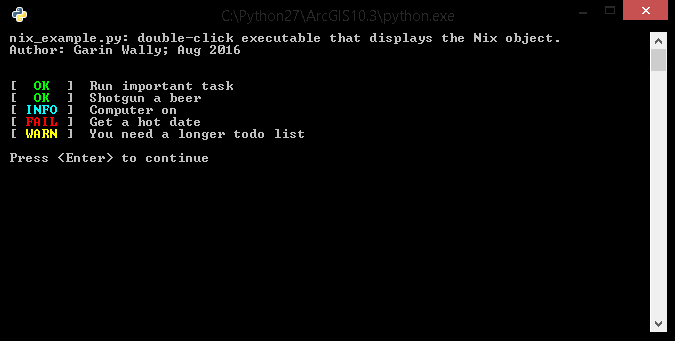 C:\Python27\ArcGIS10.3\python.exe
nix_example.py: double-click executable that displays the Nix object.
Author: Garin Wally; Aug 2016
[  OK  ]  Run important task
[  OK  ]  Shotgun a beer
[ INFO ]  Computer on
[ FAIL ]  Get a hot date
[ WARN ]  You need a longer todo list
Press <Enter> to continue